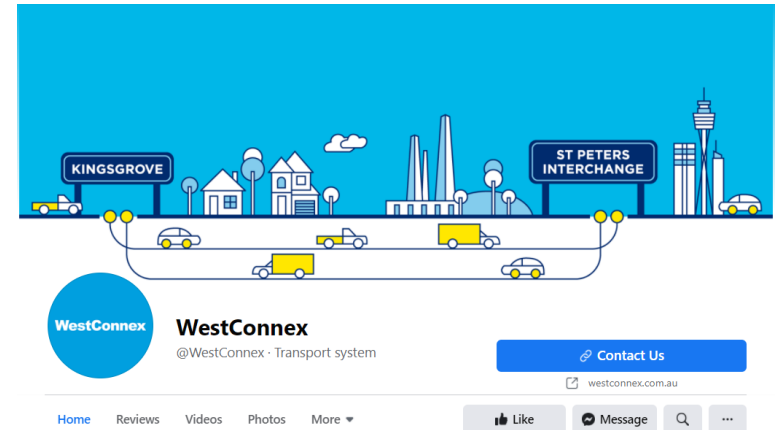 KINGSGROVE
ST PETERS
INTERCHANGE
WestConnex
WestConnex
@WestConnex · Transport system
Contact Us
westconnex.com.au
Home Reviews Videos Photos More Like Message ...